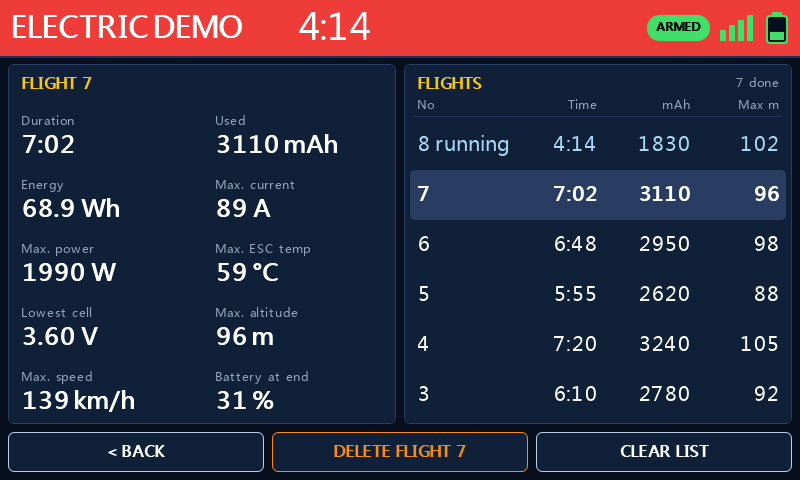 ELECTRIC DEMO 4:14 ARMED
FLIGHT 7
Duration Used
7:02 3110 mAh
Energy Max. current
68.9 Wh 89 A
Max. power Max. ESC temp
1990 W 59 °C
Lowest cell Max. altitude
3.60 V 96 m
Max. speed Battery at end
139 km/h 31 %
FLIGHTS 7 done
No Time mAh Max m
8 running 4:14 1830 102
7 7:02 3110 96
6 6:48 2950 98
5 5:55 2620 88
4 7:20 3240 105
3 6:10 2780 92
< BACK DELETE FLIGHT 7 CLEAR LIST